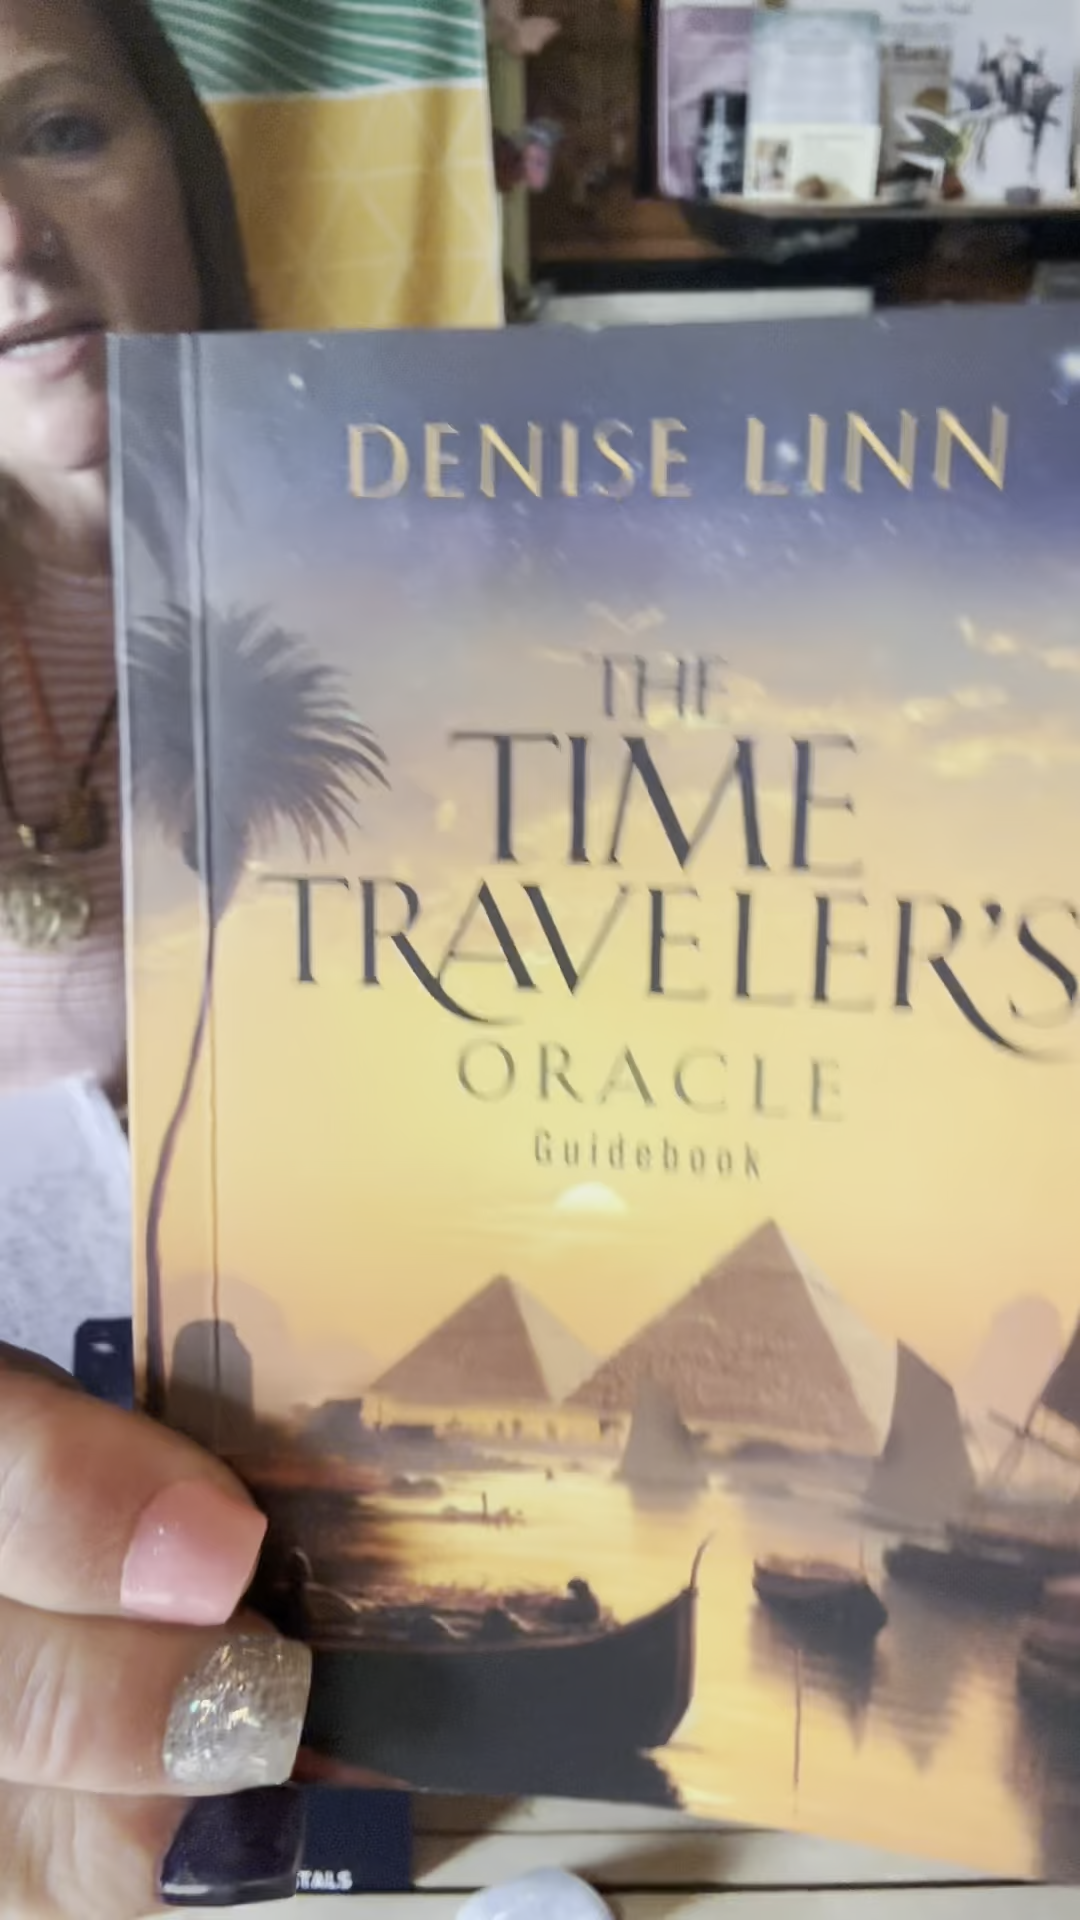 DENISE LINN
THE
TIME
TRAVELER'S
ORACLE
Guidebook
TALS